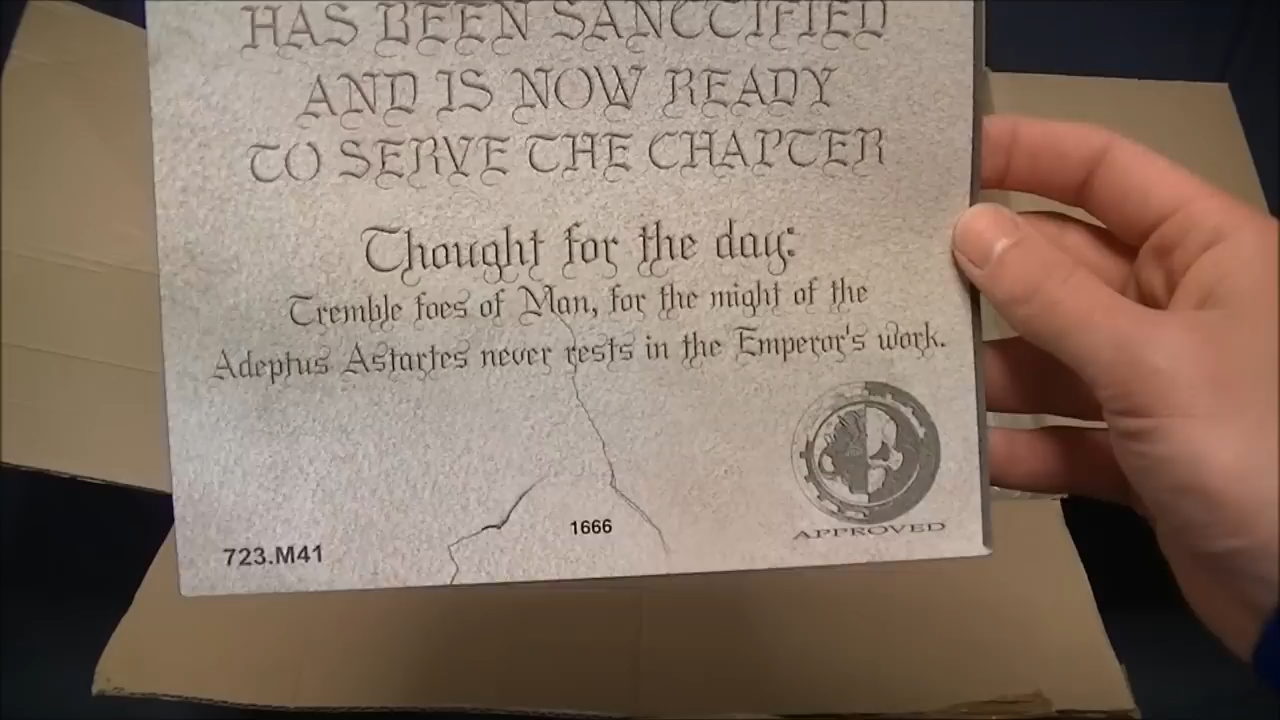 HAS BEEN SANCTIFIED
AND IS NOW READY
TO SERVE THE CHAPTER
Thought for the day:
Tremble foes of Man, for the might of the
Adeptus Astartes never rests in the Emperor's work.
723.M41
1666
APPROVED